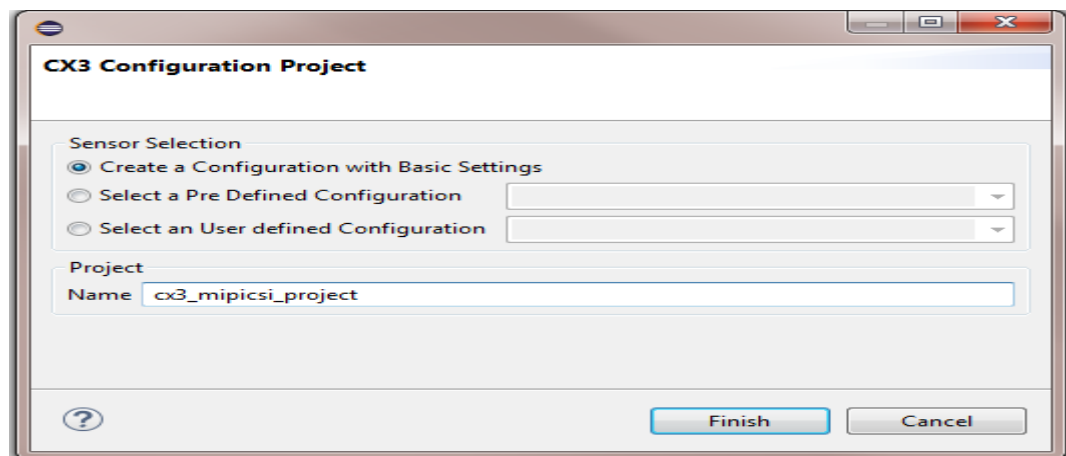 CX3 Configuration Project
Sensor Selection
Create a Configuration with Basic Settings
Select a Pre Defined Configuration
Select an User defined Configuration
Project
Name cx3_mipicsi_project
?
Finish Cancel